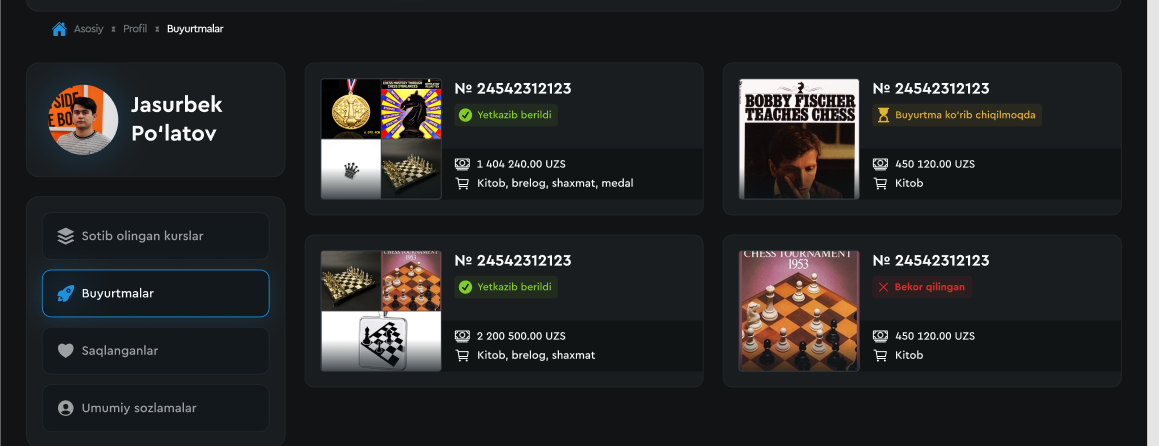 Asosiy
Profil
Buyurtmalar
Jasurbek
Po‘latov
Sotib olingan kurslar
Buyurtmalar
Saqlanganlar
Umumiy sozlamalar
№ 24542312123
Yetkazib berildi
1 404 240.00 UZS
Kitob, brelog, shaxmat, medal
BOBBY FISCHER
TEACHES CHESS
№ 24542312123
Buyurtma ko‘rib chiqilmoqda
450 120.00 UZS
Kitob
CHESS TOURNAMENT
1953
№ 24542312123
Yetkazib berildi
2 200 500.00 UZS
Kitob, brelog, shaxmat
CHESS TOURNAMENT
1953
№ 24542312123
Bekor qilingan
450 120.00 UZS
Kitob